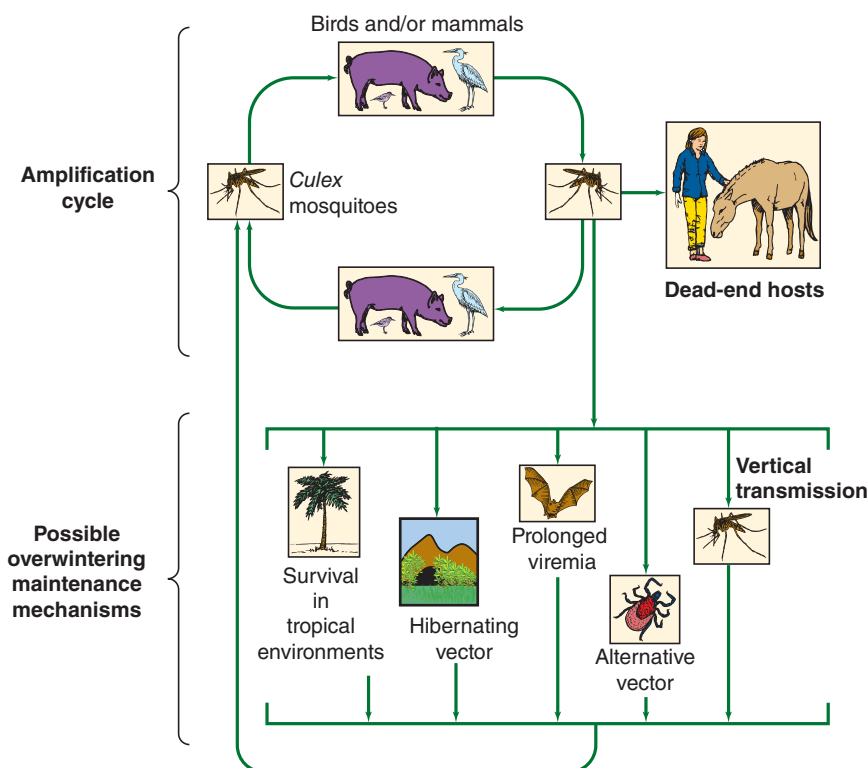 Birds and/or mammals
Amplification
cycle
Culex
mosquitoes
Dead-end hosts
Possible
overwintering
maintenance
mechanisms
Survival
in
tropical
environments
Hibernating
vector
Prolonged
viremia
Alternative
vector
Vertical
transmission